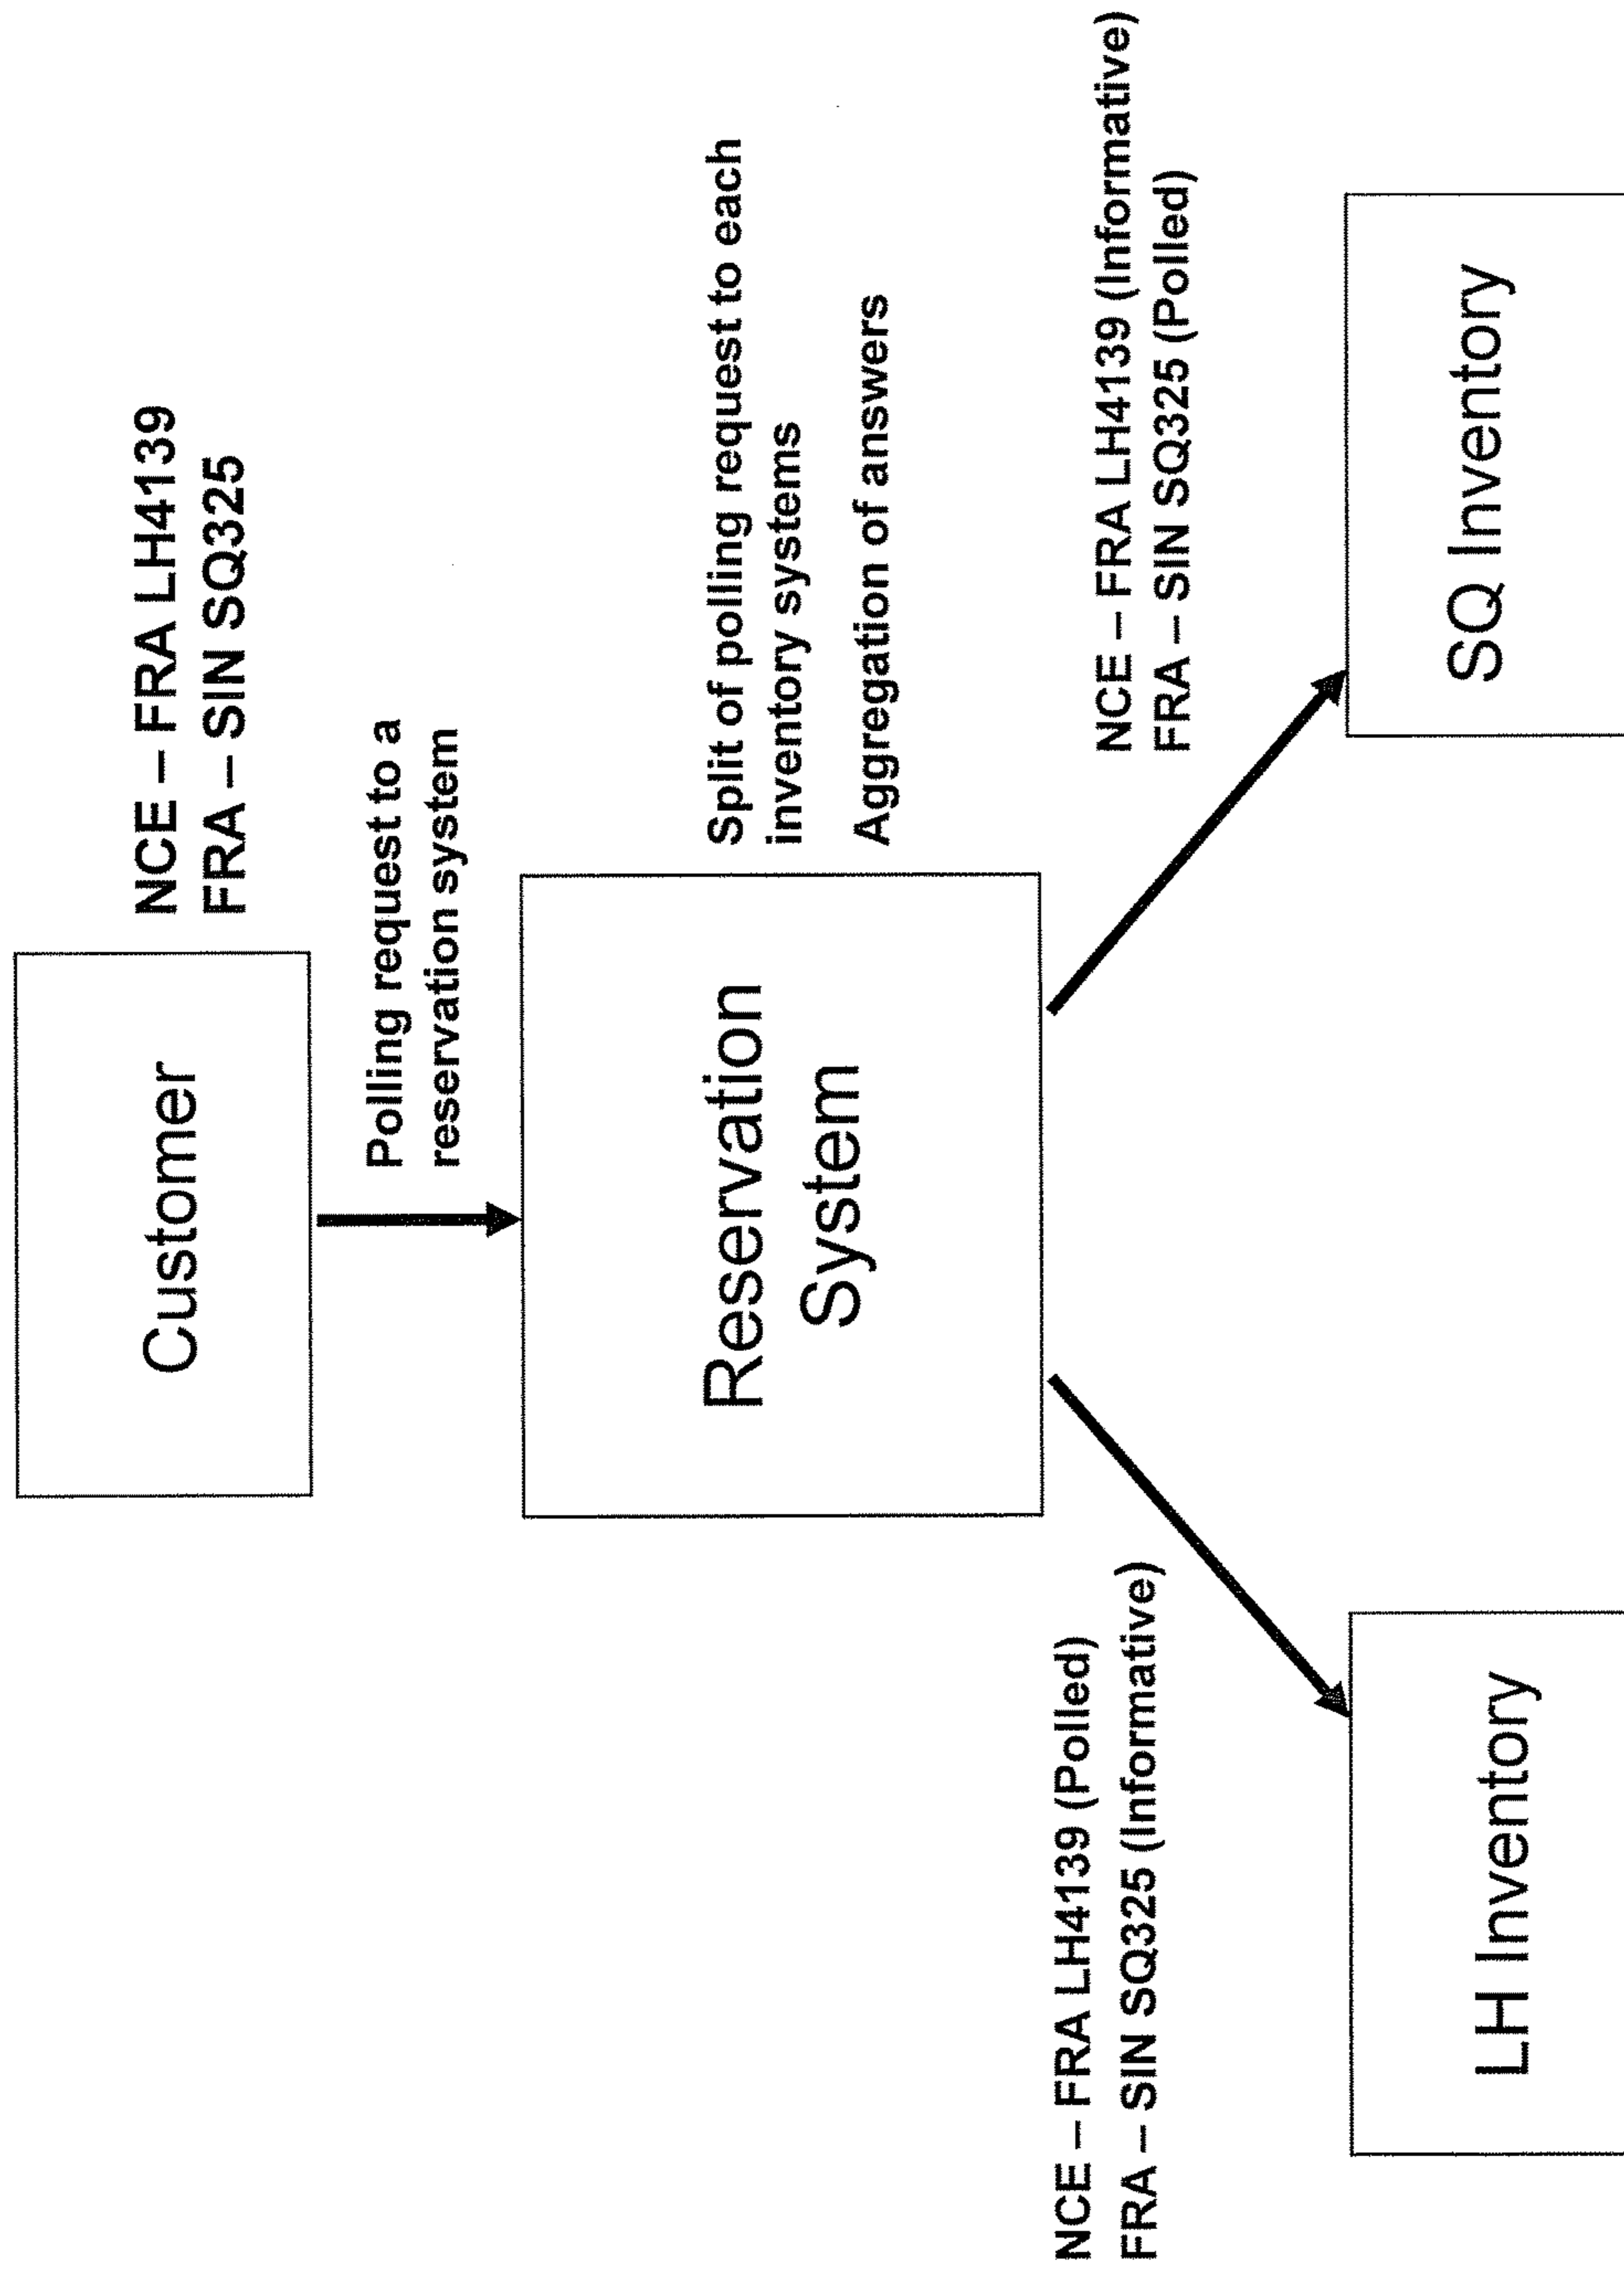 Customer
NCE – FRA LH4139
FRA – SIN SQ325
Polling request to a
reservation system
Reservation
System
Split of polling request to each
inventory systems
Aggregation of answers
NCE – FRA LH4139 (Polled)
FRA – SIN SQ325 (Informative)
NCE – FRA LH4139 (Informative)
FRA – SIN SQ325 (Polled)
LH Inventory
SQ Inventory